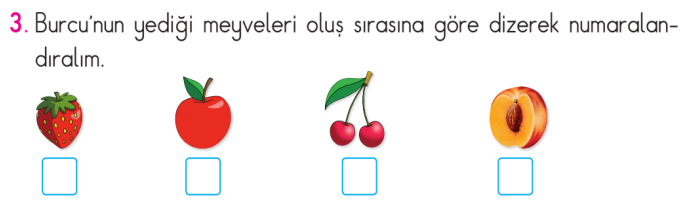 3. Burcu'nun yediği meyveleri oluş sırasına göre dizerek numaralan-
dıralım.